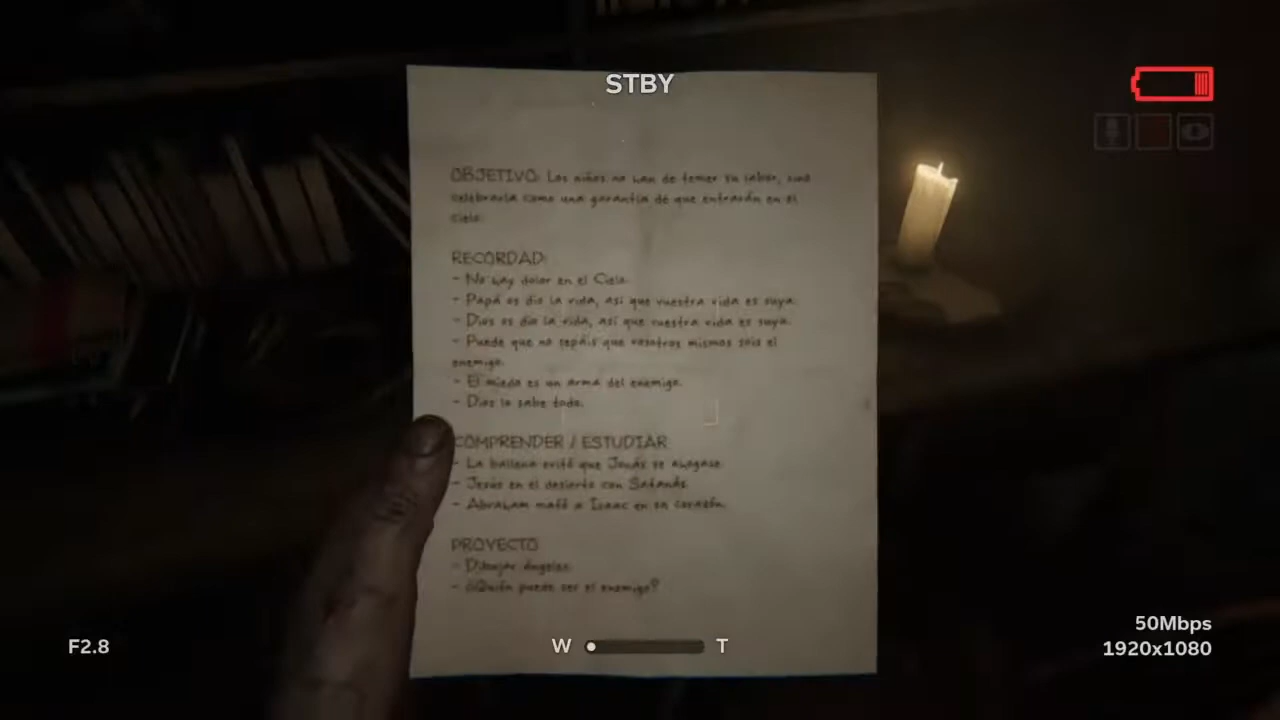 STBY
OBJETIVO: Los niños no han de temer su labor, sino
celebrarla como una garantía de que entrarán en el
cielo.
RECORDAD:
- No hay dolor en el Cielo.
- Papá os dio la vida, así que vuestra vida es suya.
- Dios os dio la vida, así que vuestra vida es suya.
- Puede que no sepáis que vosotros mismos sois el
enemigo.
- El miedo es un arma del enemigo.
- Dios lo sabe todo.
COMPRENDER / ESTUDIAR
- La ballena evitó que Jonás se ahogase.
- Jesús en el desierto con Satanás.
- Abraham mató a Isaac en su corazón.
PROYECTO
- Dibujar ángeles.
- ¿Quién puede ser el enemigo?
F2.8
W T
50Mbps
1920x1080